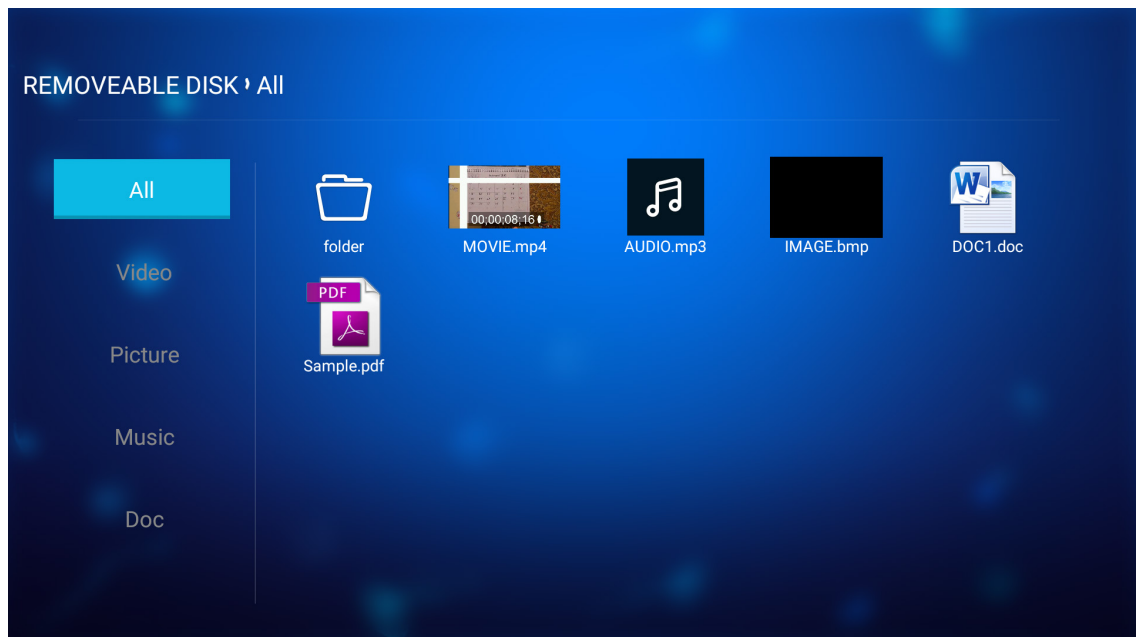 REMOVEABLE DISK All
All
Video
Picture
Music
Doc
folder
00;00;08;16
MOVIE.mp4
AUDIO.mp3
IMAGE.bmp
W
DOC1.doc
PDF
Sample.pdf